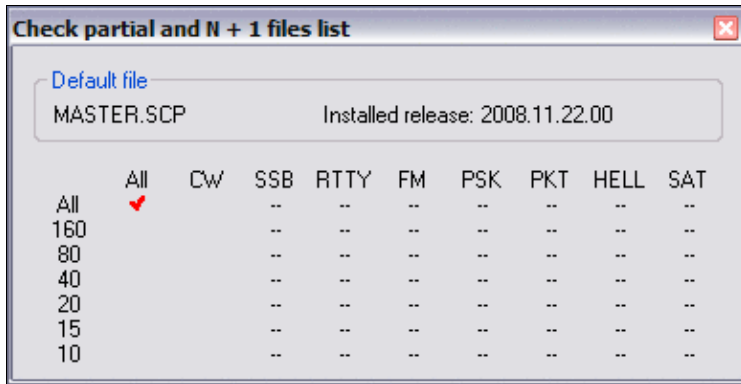 Check partial and N + 1 files list
Default file
MASTER.SCP Installed release: 2008.11.22.00
All CW SSB RTTY FM PSK PKT HELL SAT
All -- -- -- -- -- -- --
160 -- -- -- -- -- -- --
80 -- -- -- -- -- -- --
40 -- -- -- -- -- -- --
20 -- -- -- -- -- -- --
15 -- -- -- -- -- -- --
10 -- -- -- -- -- -- --